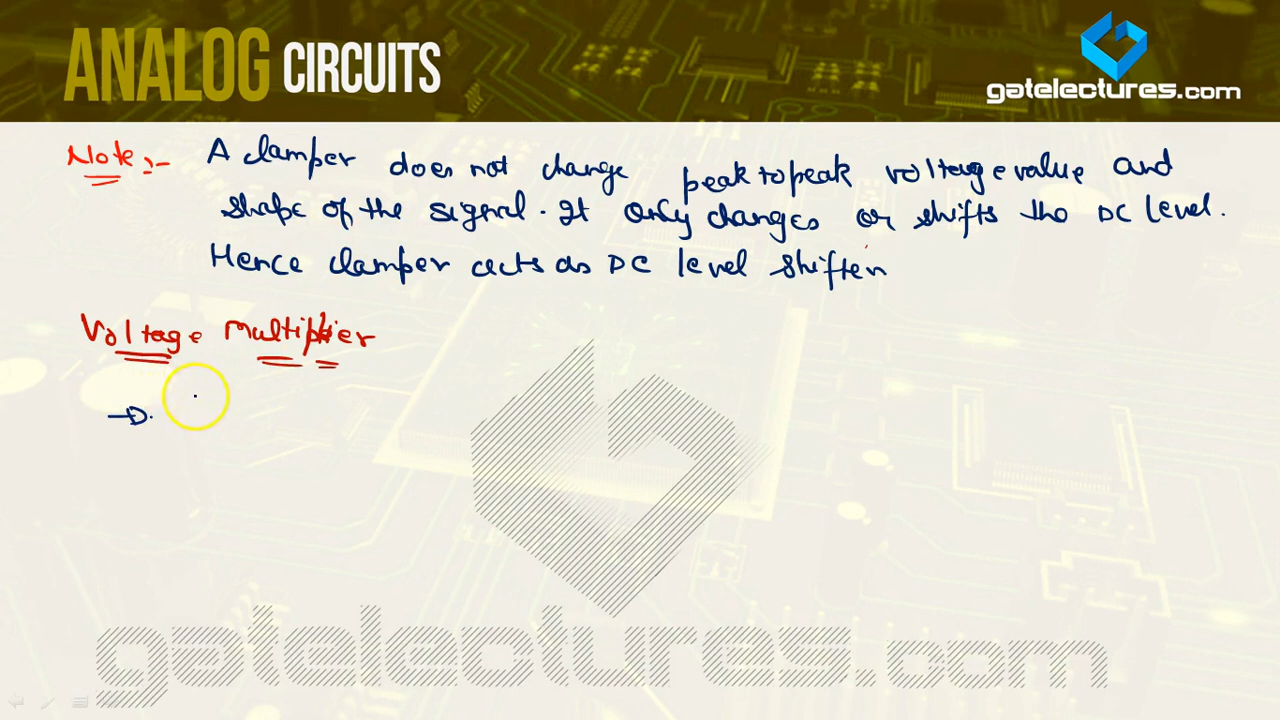 ANALOG CIRCUITS
gatelectures.com
Note:- A clamper does not change peak to peak voltage value and
shape of the signal. It only changes or shifts the DC level.
Hence clamper acts as DC level shifter
Voltage Multiplier
→D.
gatelectures.com